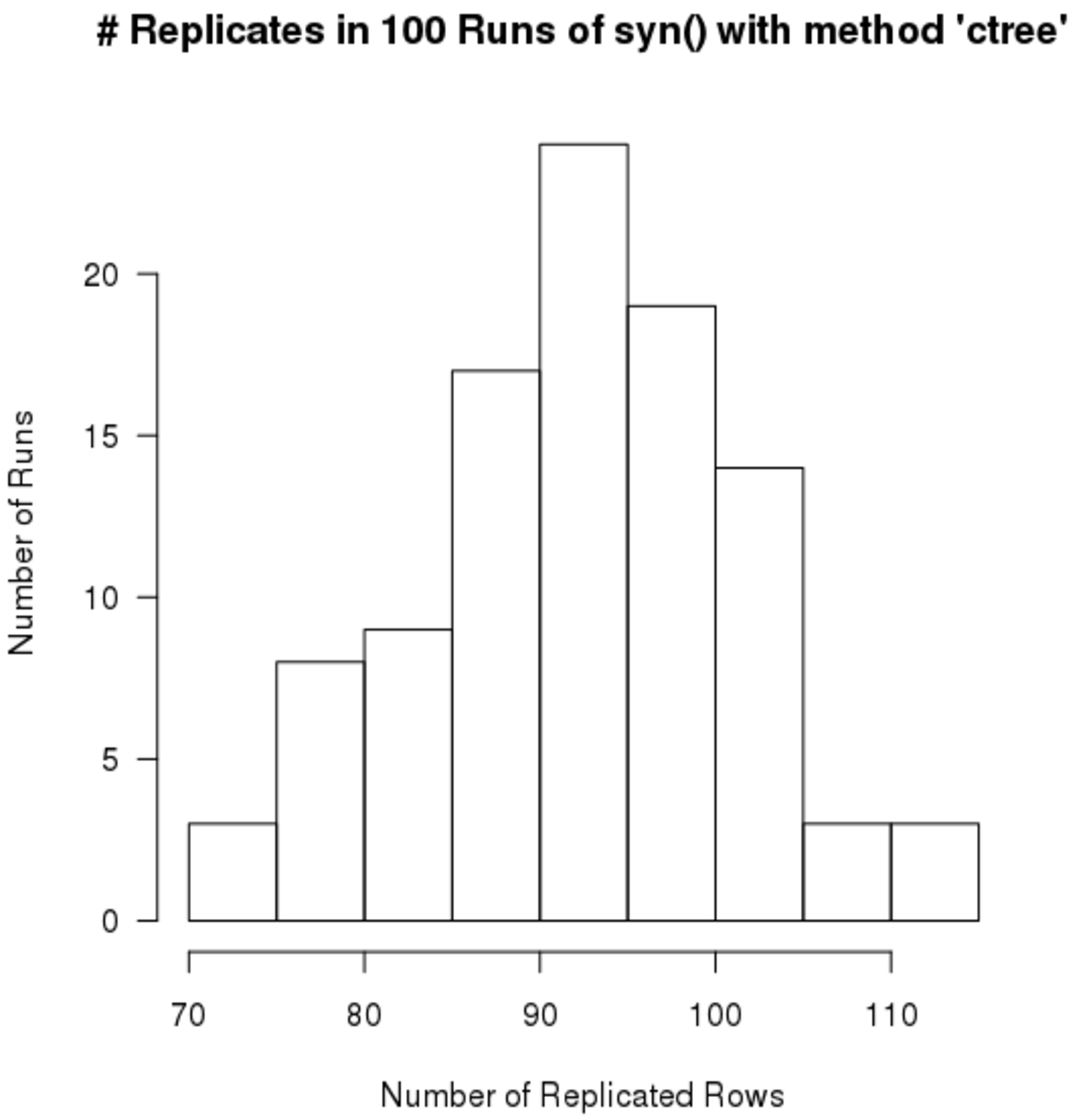 # Replicates in 100 Runs of syn() with method 'ctree'
20
15
10
5
0
Number of Runs
70 80 90 100 110
Number of Replicated Rows